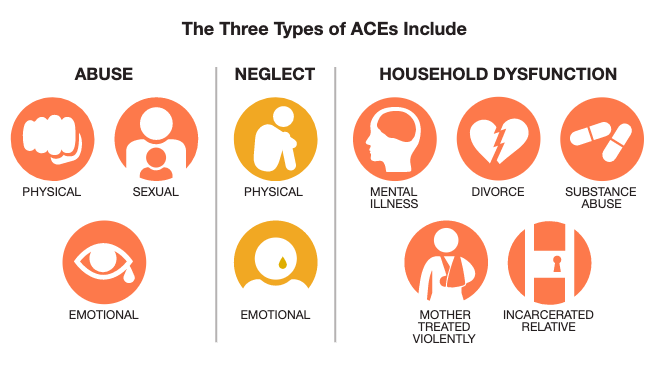 The Three Types of ACEs Include
ABUSE
PHYSICAL
SEXUAL
EMOTIONAL
NEGLECT
PHYSICAL
EMOTIONAL
HOUSEHOLD DYSFUNCTION
MENTAL
ILLNESS
DIVORCE
SUBSTANCE
ABUSE
MOTHER
TREATED
VIOLENTLY
INCARCERATED
RELATIVE